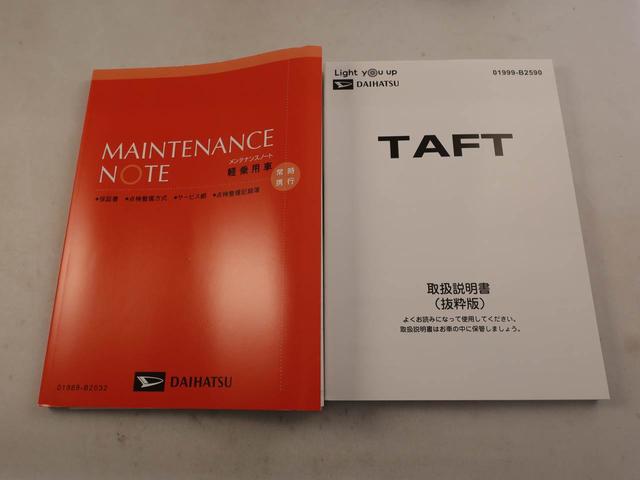 MAINTENANCE
NOTE
メンテナンスノート
軽乗用車
常時
携行
●保証書 ●点検整備方式 ●サービス網 ●点検整備記録簿
DAIHATSU
01999-B2032
Light you up
DAIHATSU
01999-B2590
TAFT
取扱説明書
(抜粋版)
よくお読みになって使用してください。
取扱説明書はお車の中に保管しましょう。